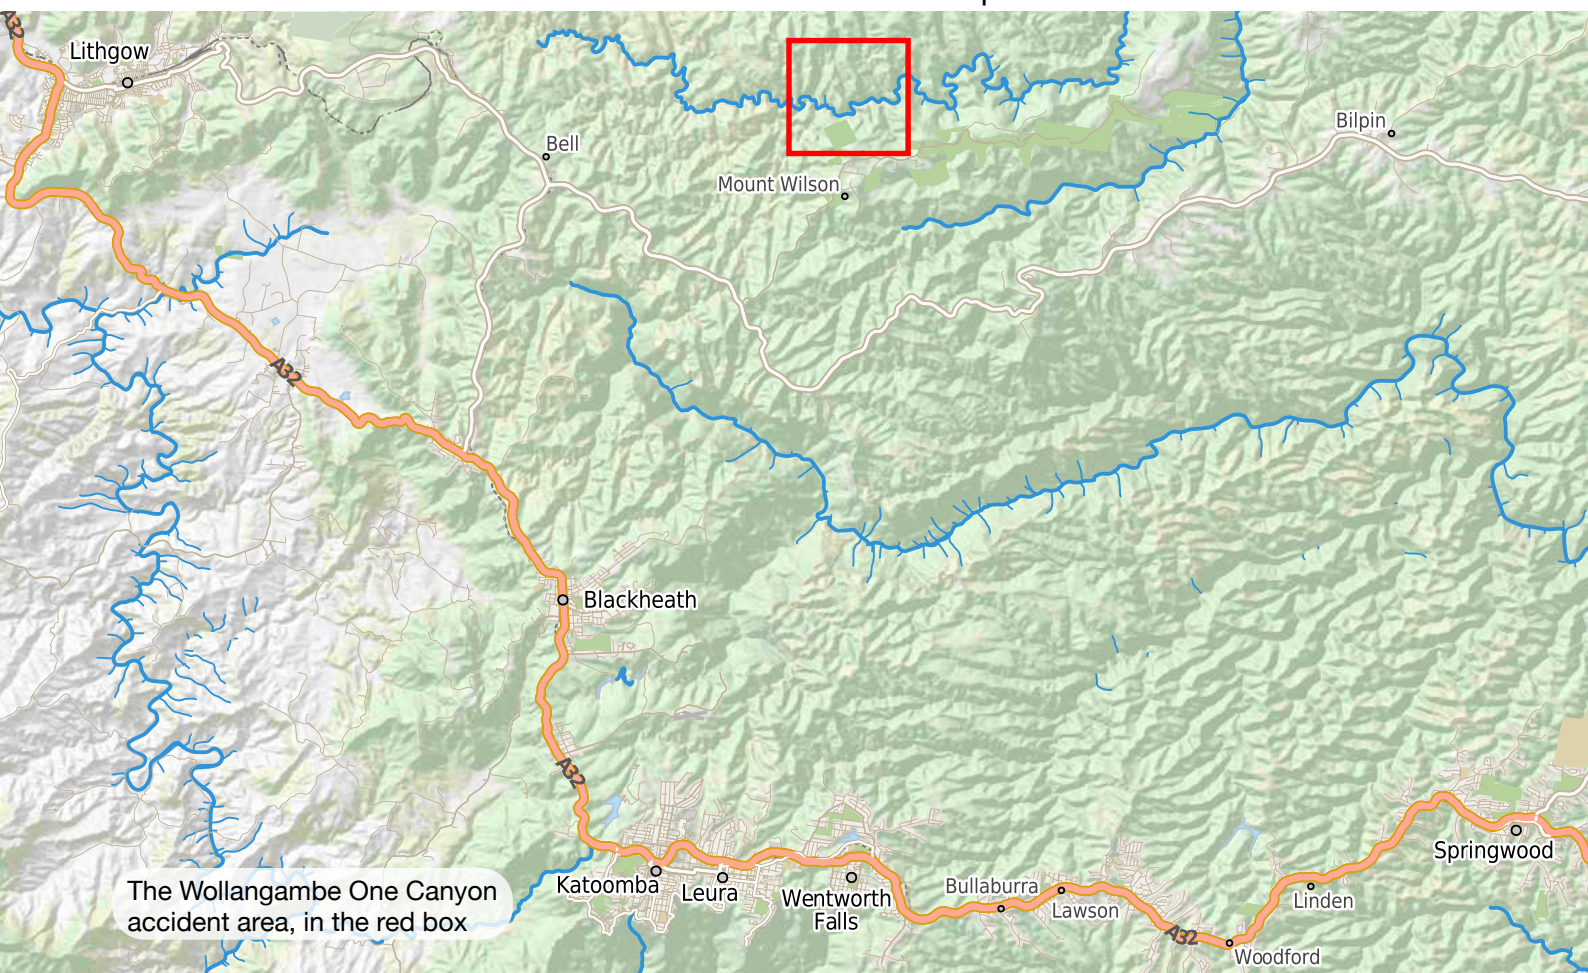 A32
Lithgow
Bell
Bilpin
Mount Wilson
A32
Blackheath
A32
Katoomba
Leura
Wentworth
Falls
Bullaburra
Lawson
A32
Woodford
Linden
Springwood
The Wollangambe One Canyon
accident area, in the red box